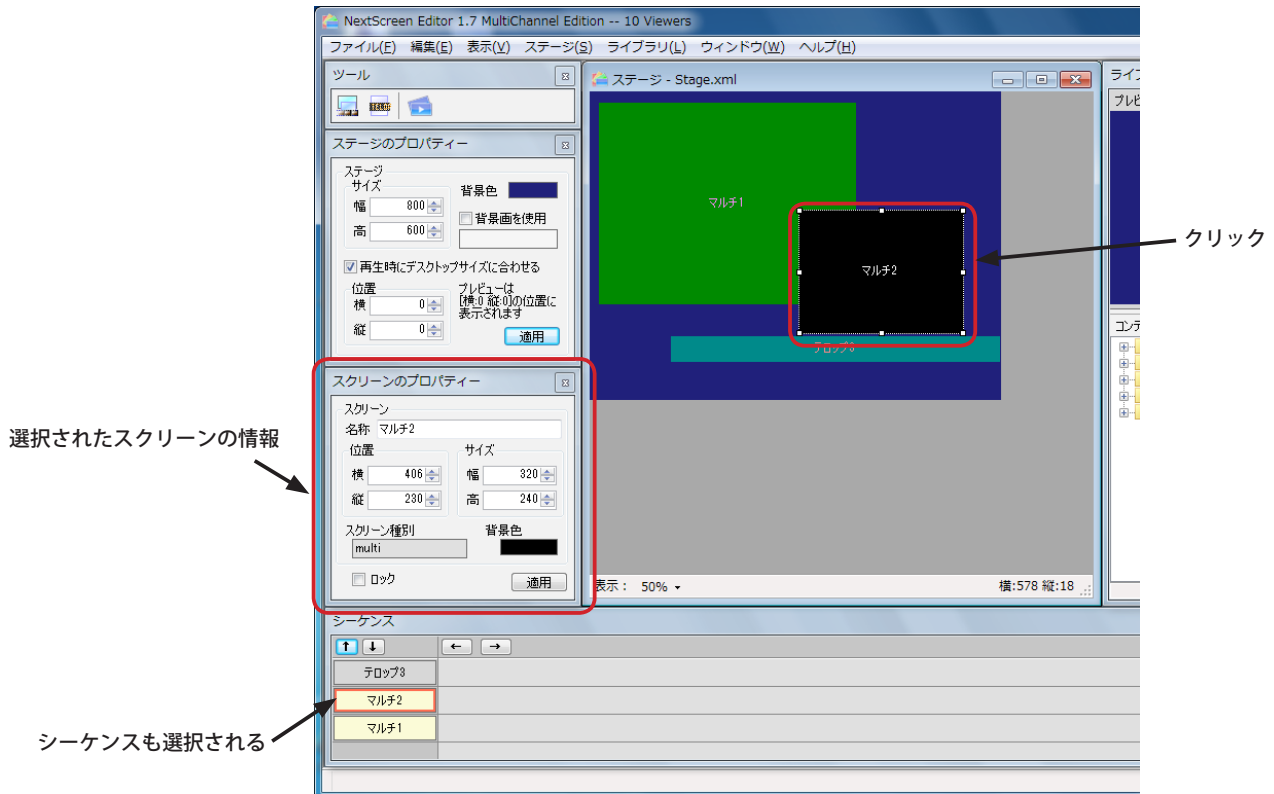 NextScreen Editor 1.7 MultiChannel Edition -- 10 Viewers
ファイル(F) 編集(E) 表示(V) ステージ(S) ライブラリ(L) ウィンドウ(W) ヘルプ(H)
ツール
ステージ - Stage.xml
ステージのプロパティー
ステージ
サイズ
幅 800
高 600
背景色
背景画を使用
再生時にデスクトップサイズに合わせる
位置
横 0
縦 0
プレビューは
[横:0 縦:0]の位置に
表示されます
適用
マルチ1
マルチ2
テロップ3
クリック
スクリーンのプロパティー
スクリーン
名称 マルチ2
位置
横 406
縦 230
サイズ
幅 320
高 240
スクリーン種別
multi
背景色
ロック
適用
選択されたスクリーンの情報
表示： 50%
横:578 縦:18
シーケンス
↑ ↓ ← →
テロップ3
マルチ2
マルチ1
シーケンスも選択される